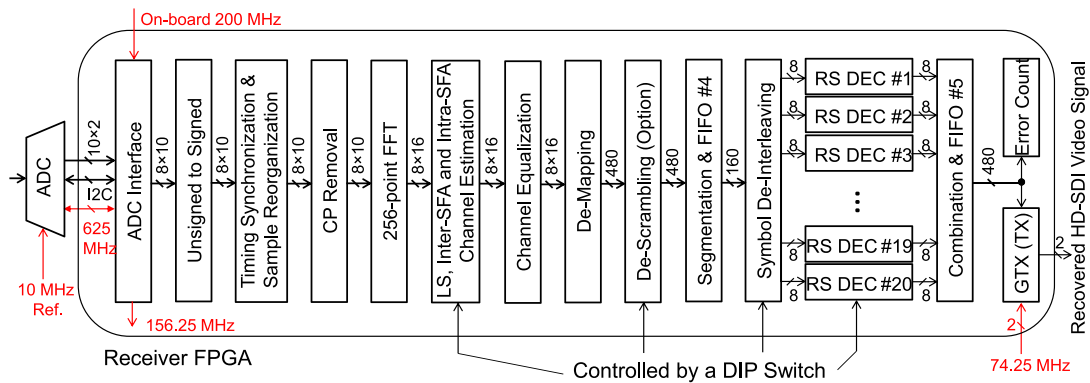 On-board 200 MHz
ADC
10×2
I2C
625
MHz
10 MHz
Ref.
ADC Interface
156.25 MHz
8×10
Unsigned to Signed
8×10
Timing Synchronization &
Sample Reorganization
8×10
CP Removal
8×10
256-point FFT
8×16
LS, Inter-SFA and Intra-SFA
Channel Estimation
8×16
Channel Equalization
8×16
De-Mapping
480
De-Scrambling (Option)
480
Segmentation & FIFO #4
160
Symbol De-Interleaving
8
RS DEC #1
8
8
RS DEC #2
8
8
RS DEC #3
8
...
8
RS DEC #19
8
8
RS DEC #20
8
Combination & FIFO #5
480
Error Count
GTX (TX)
2
Recovered HD-SDI Video Signal
2
74.25 MHz
Receiver FPGA
Controlled by a DIP Switch